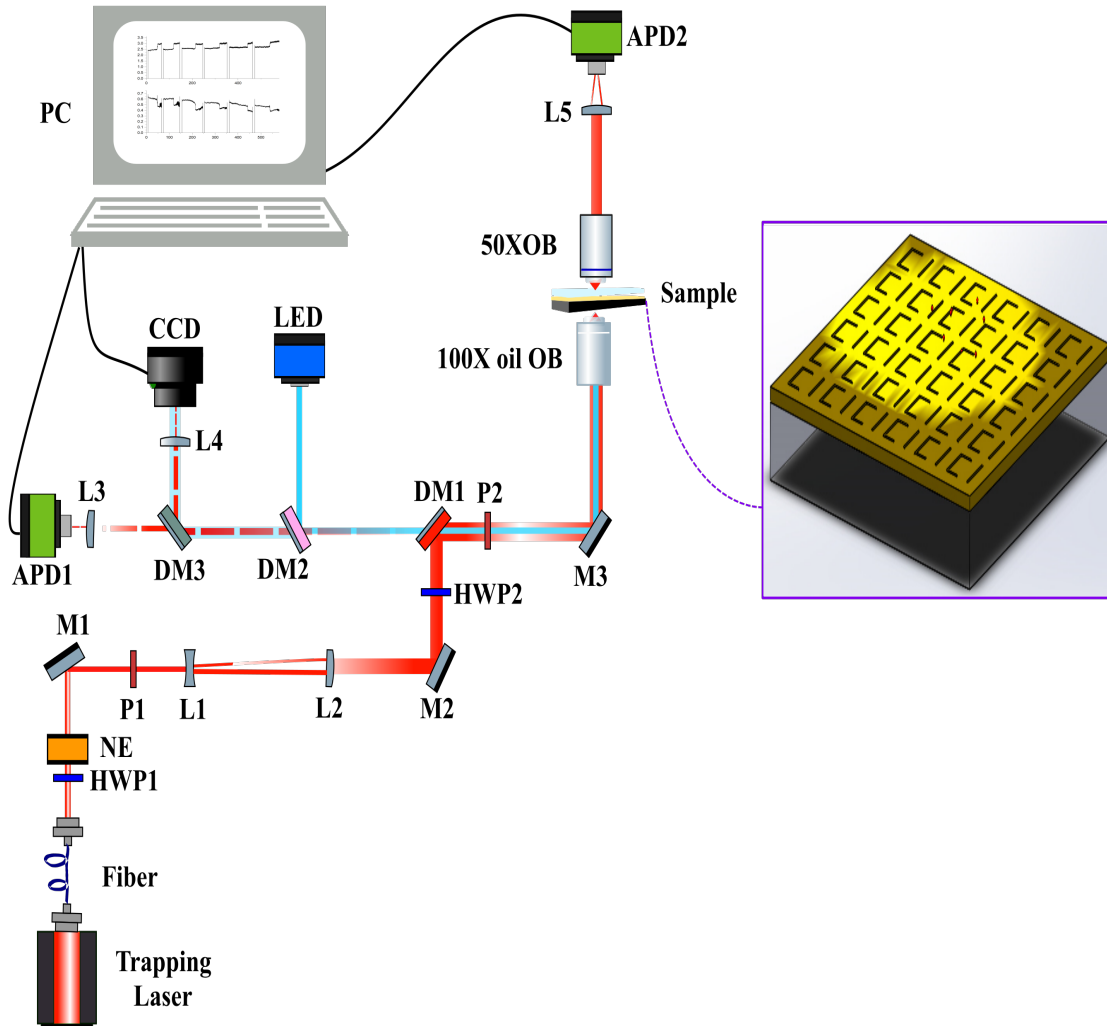 APD2
PC
L5
50XOB
Sample
100X oil OB
CCD
LED
L4
L3
DM1
P2
APD1
DM3
DM2
M3
HWP2
M1
P1
L1
L2
M2
NE
HWP1
Fiber
Trapping
Laser